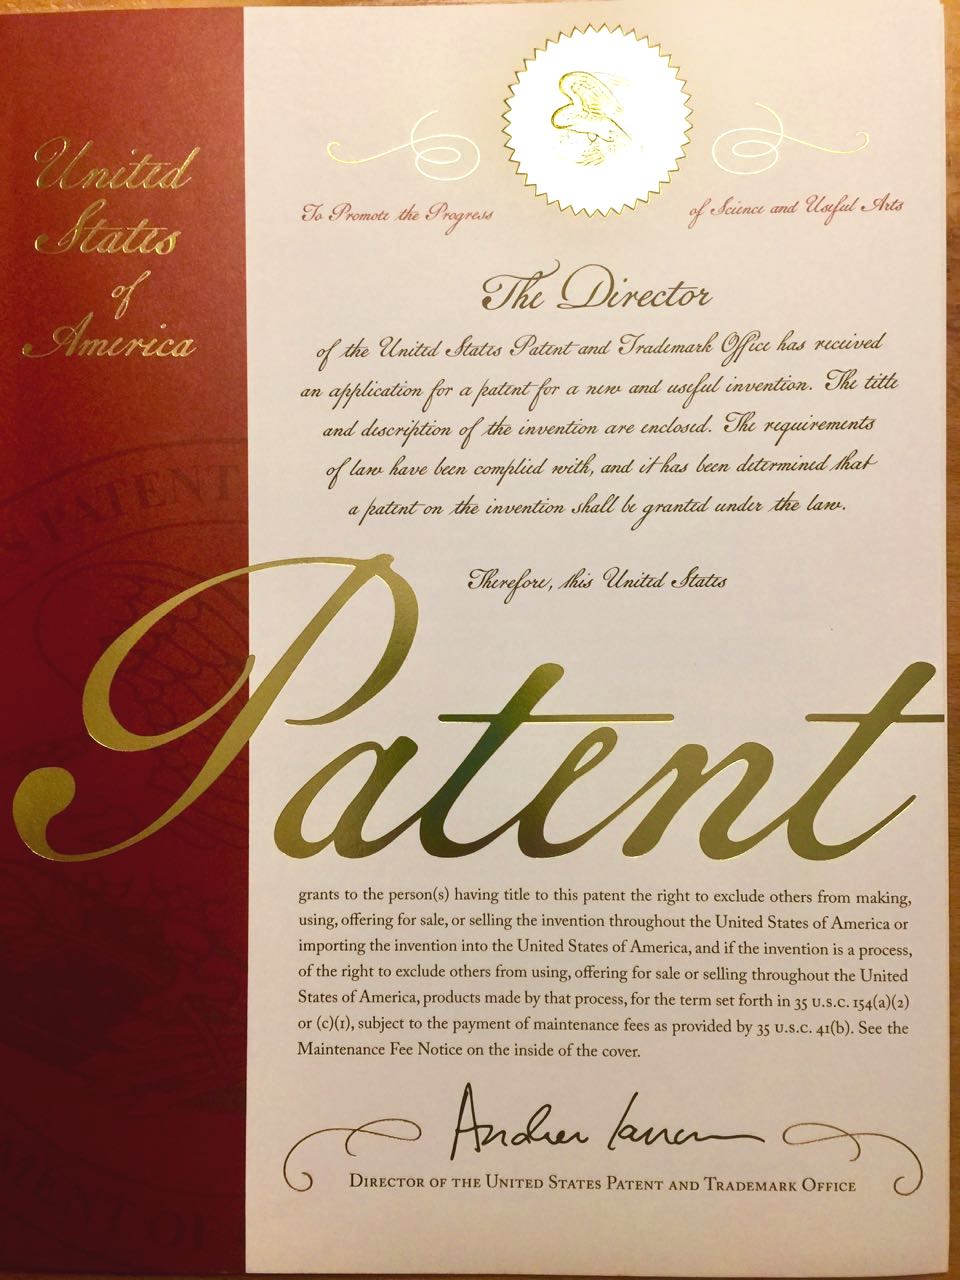 United
States
of
America
To Promote the Progress
of Science and Useful Arts
The Director
of the United States Patent and Trademark Office has received
an application for a patent for a new and useful invention. The title
and description of the invention are enclosed. The requirements
of law have been complied with, and it has been determined that
a patent on the invention shall be granted under the law.
Therefore, this United States
Patent
grants to the person(s) having title to this patent the right to exclude others from making,
using, offering for sale, or selling the invention throughout the United States of America or
importing the invention into the United States of America, and if the invention is a process,
of the right to exclude others from using, offering for sale or selling throughout the United
States of America, products made by that process, for the term set forth in 35 U.S.C. 154(a)(2)
or (c)(1), subject to the payment of maintenance fees as provided by 35 U.S.C. 41(b). See the
Maintenance Fee Notice on the inside of the cover.
Andrei Iancu
DIRECTOR OF THE UNITED STATES PATENT AND TRADEMARK OFFICE